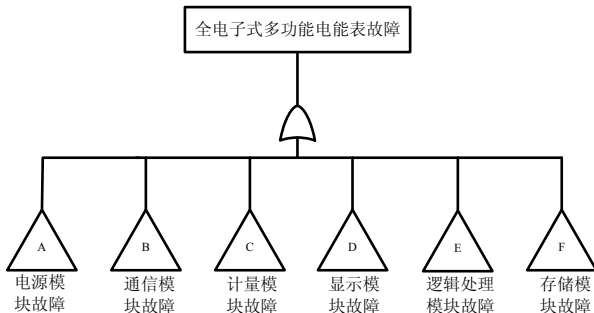 全电子式多功能电能表故障
A
B
C
D
E
F
电源模
块故障
通信模
块故障
计量模
块故障
显示模
块故障
逻辑处理
模块故障
存储模
块故障